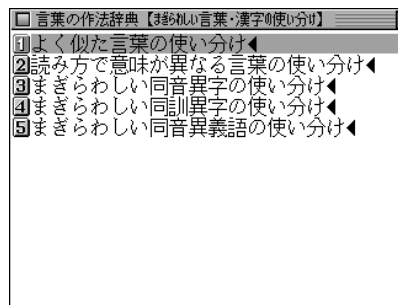 言葉の作法辞典【まぎらわしい言葉・漢字の使い分け】
1よく似た言葉の使い分け◀
2読み方で意味が異なる言葉の使い分け◀
3まぎらわしい同音異字の使い分け◀
4まぎらわしい同訓異字の使い分け◀
5まぎらわしい同音異義語の使い分け◀